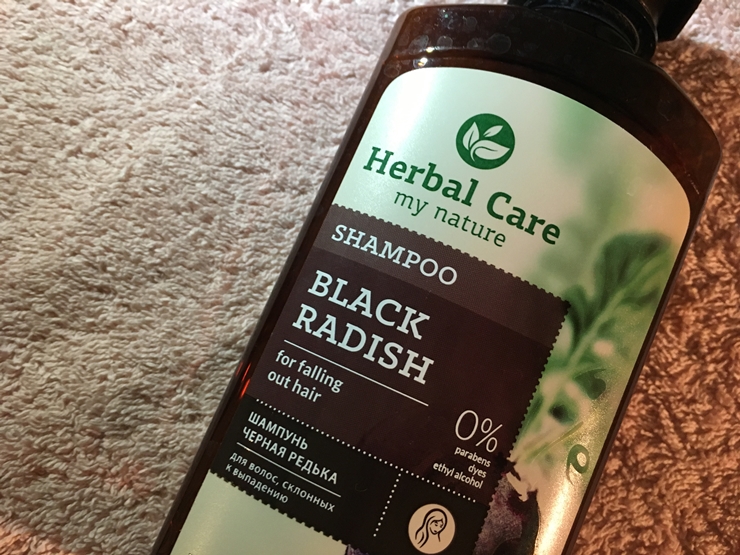 Herbal Care
my nature
SHAMPOO
BLACK
RADISH
for falling
out hair
0%
parabens
dyes
ethyl alcohol
ШАМПУНЬ
ЧЕРНАЯ РЕДЬКА
для волос, склонных
к выпадению